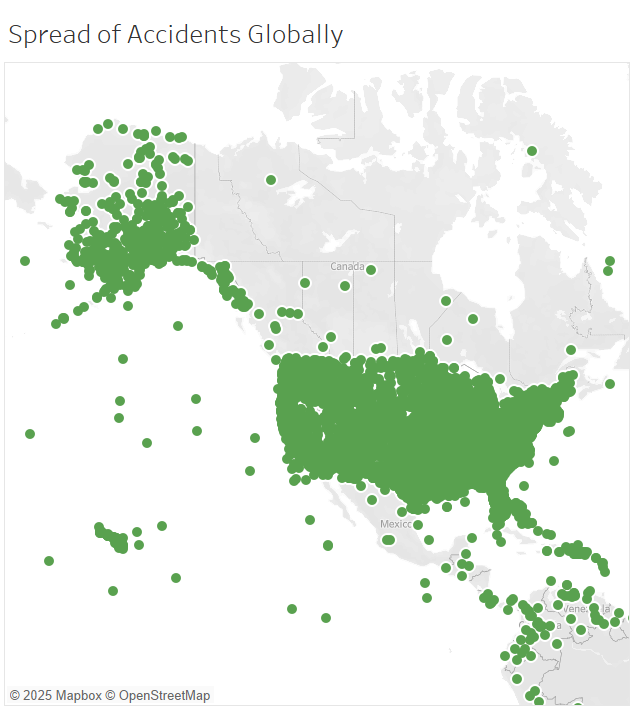 Spread of Accidents Globally
Canada
Mexico
© 2025 Mapbox © OpenStreetMap